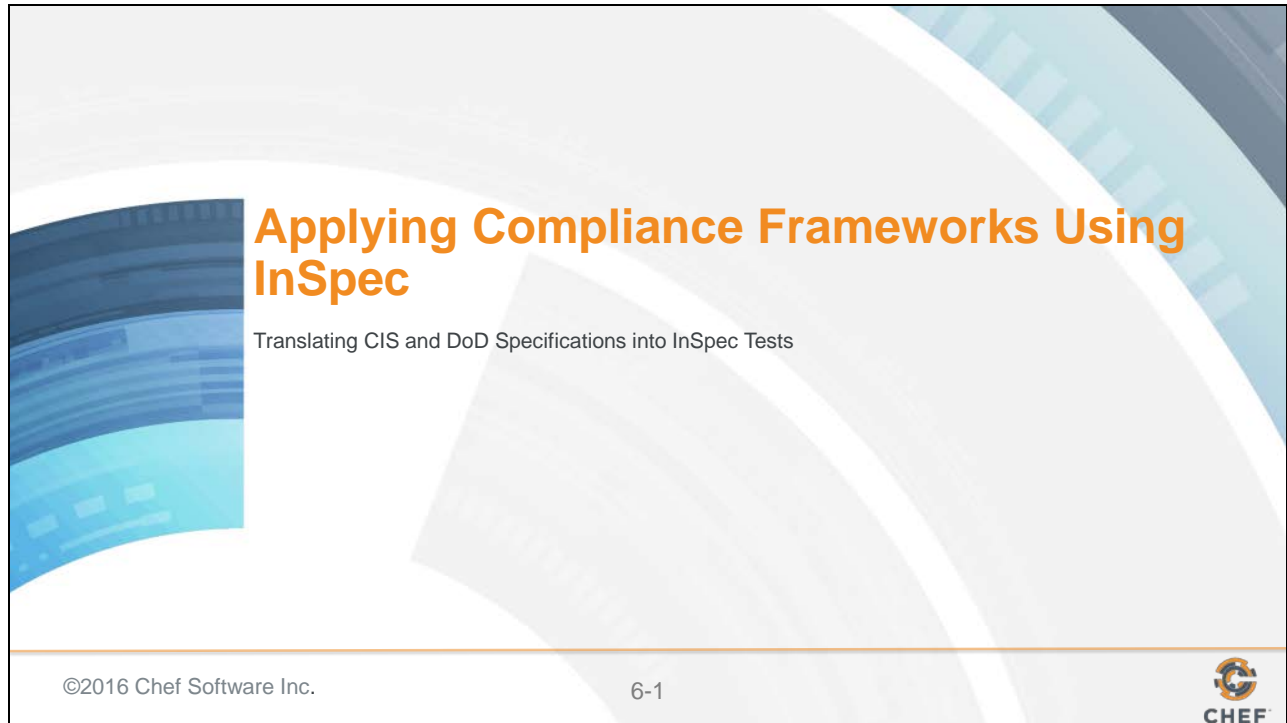 Applying Compliance Frameworks Using
InSpec
Translating CIS and DoD Specifications into InSpec Tests
©2016 Chef Software Inc.
6-1
CHEF